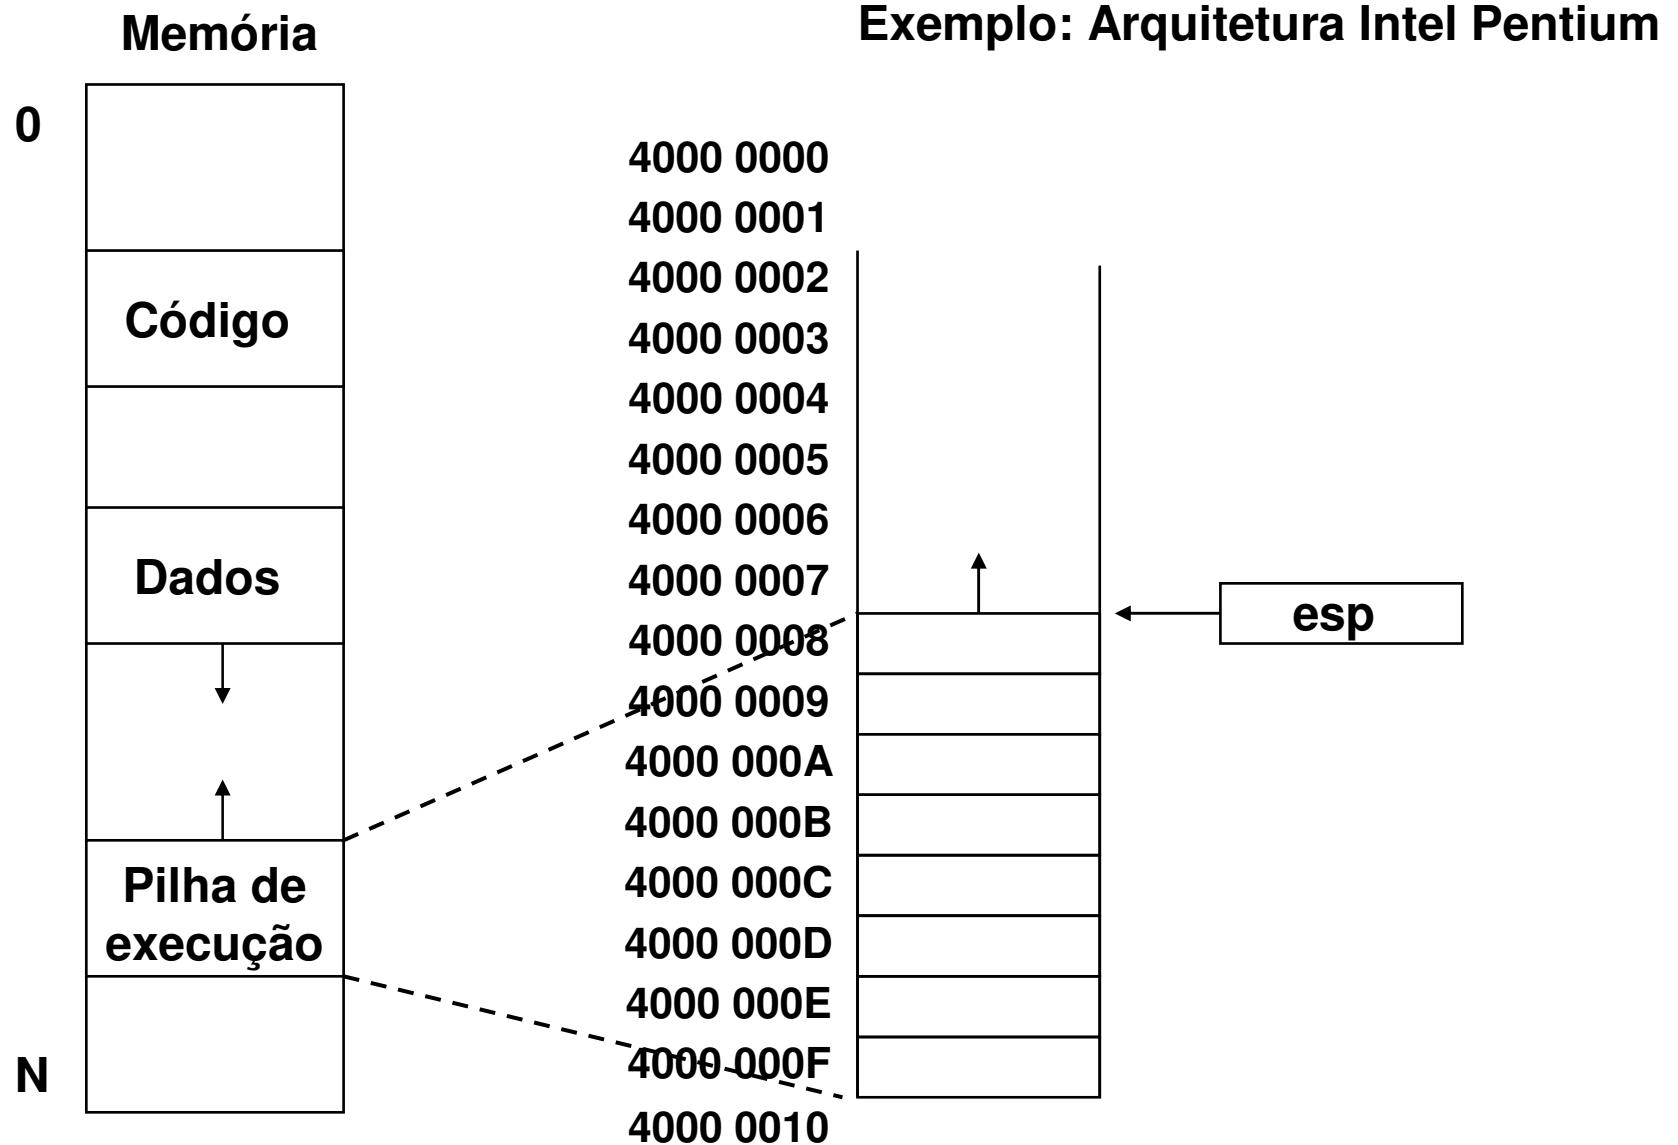 Memória
Exemplo: Arquitetura Intel Pentium
0
Código
Dados
Pilha de
execução
N
4000 0000
4000 0001
4000 0002
4000 0003
4000 0004
4000 0005
4000 0006
4000 0007
4000 0008
4000 0009
4000 000A
4000 000B
4000 000C
4000 000D
4000 000E
4000 000F
4000 0010
esp